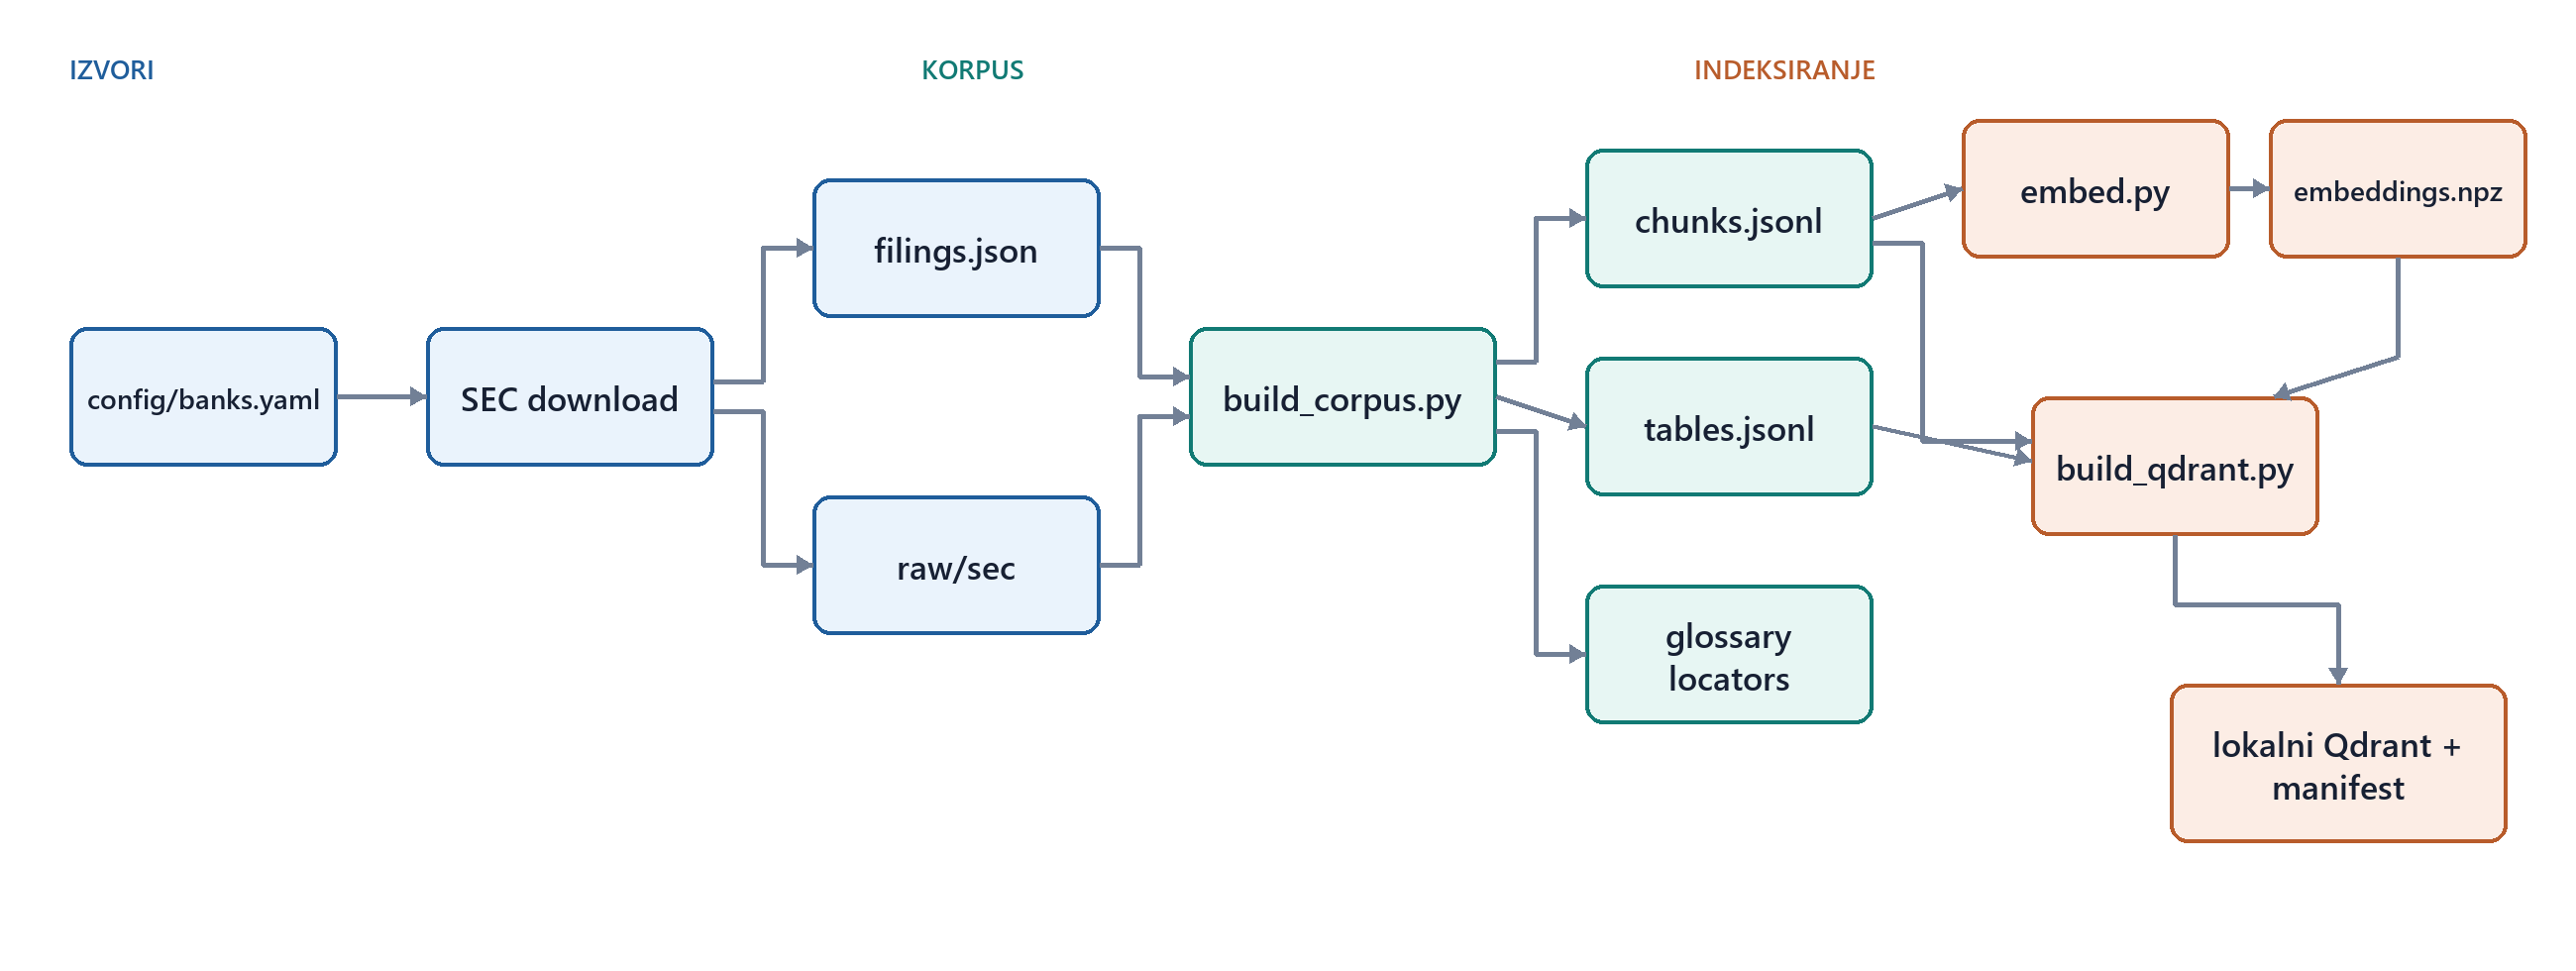 IZVORI
KORPUS
INDEKSIRANJE
config/banks.yaml
SEC download
filings.json
raw/sec
build_corpus.py
chunks.jsonl
tables.jsonl
glossary
locators
embed.py
embeddings.npz
build_qdrant.py
lokalni Qdrant +
manifest